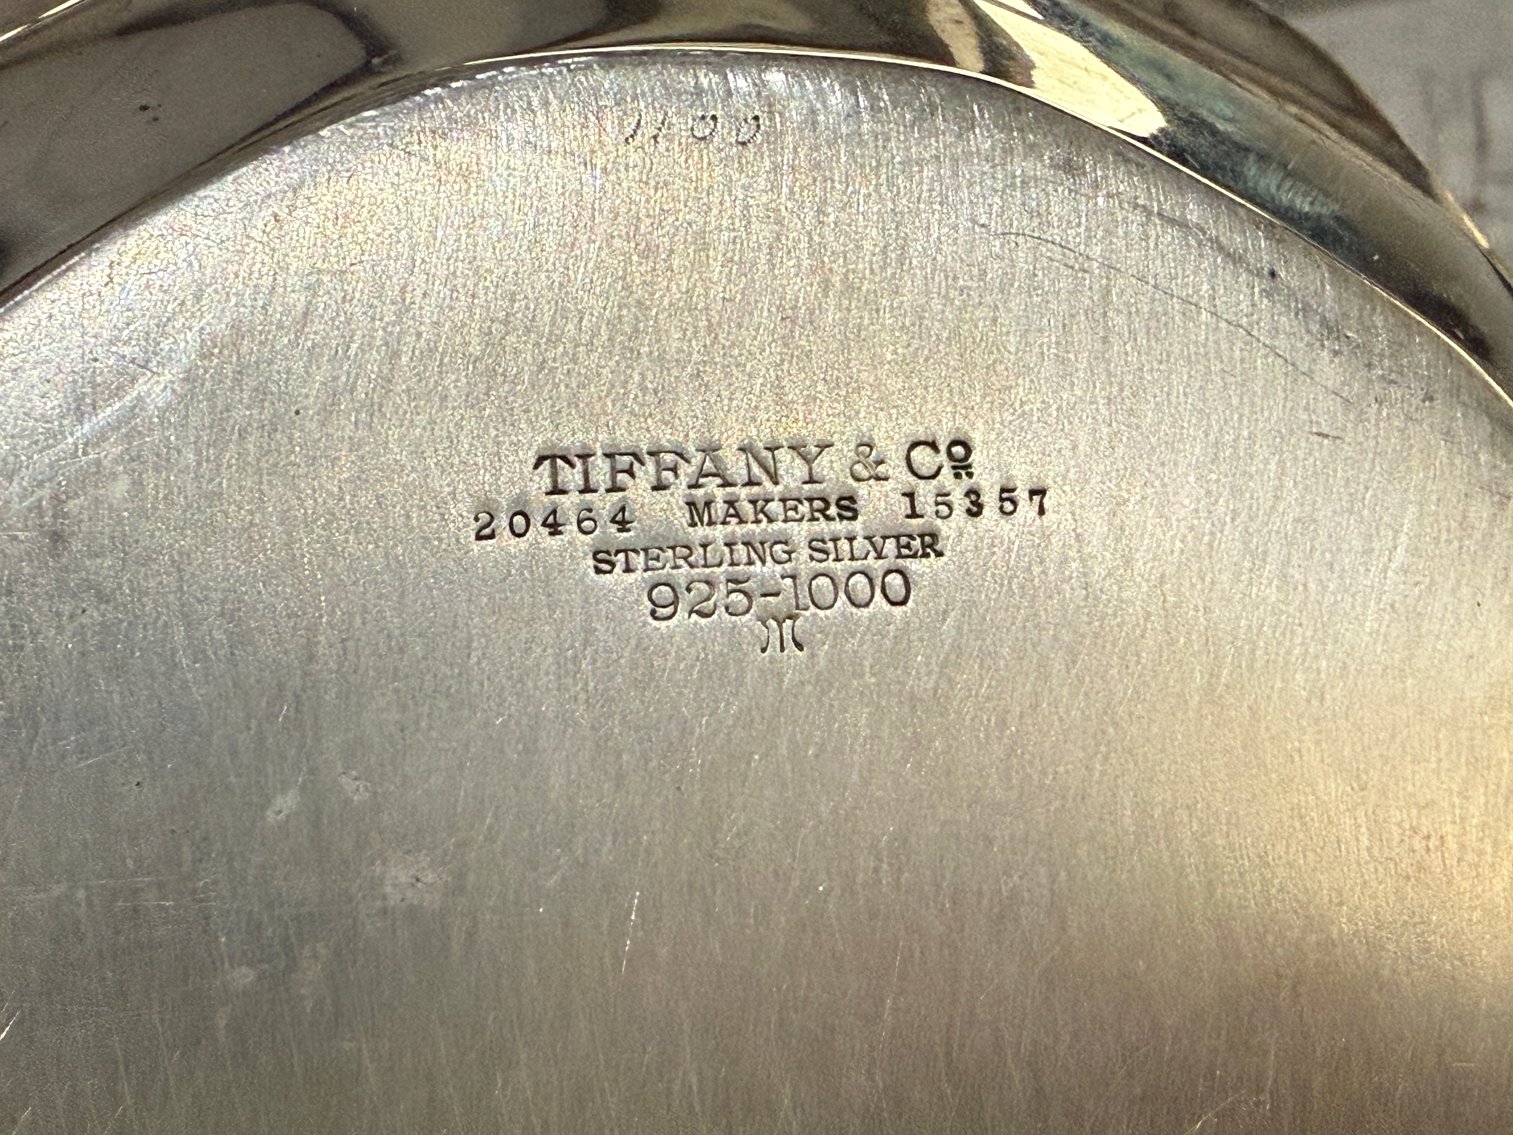 TIFFANY & Cº
20464 MAKERS 15357
STERLING SILVER
925-1000
M